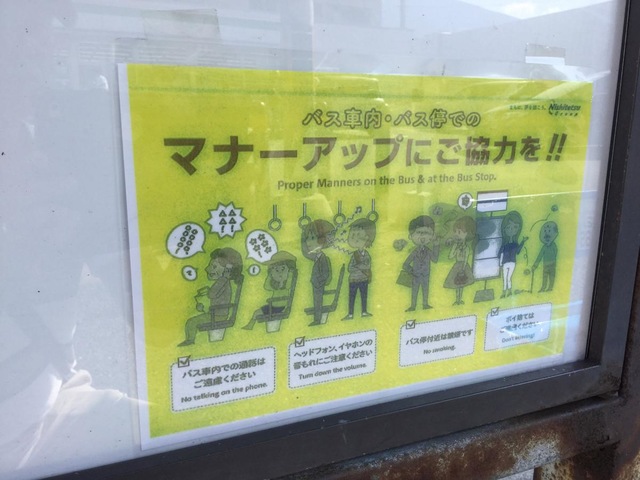 Nishitetsu
バス車内・バス停での
マナーアップにご協力を!!
Proper Manners on the Bus & at the Bus Stop.
バス車内での通話は
ご遠慮ください
No talking on the phone.
ヘッドフォン、イヤホンの
音もれにご注意ください
Turn down the volume.
バス停付近は禁煙です
No smoking.
ポイ捨ては